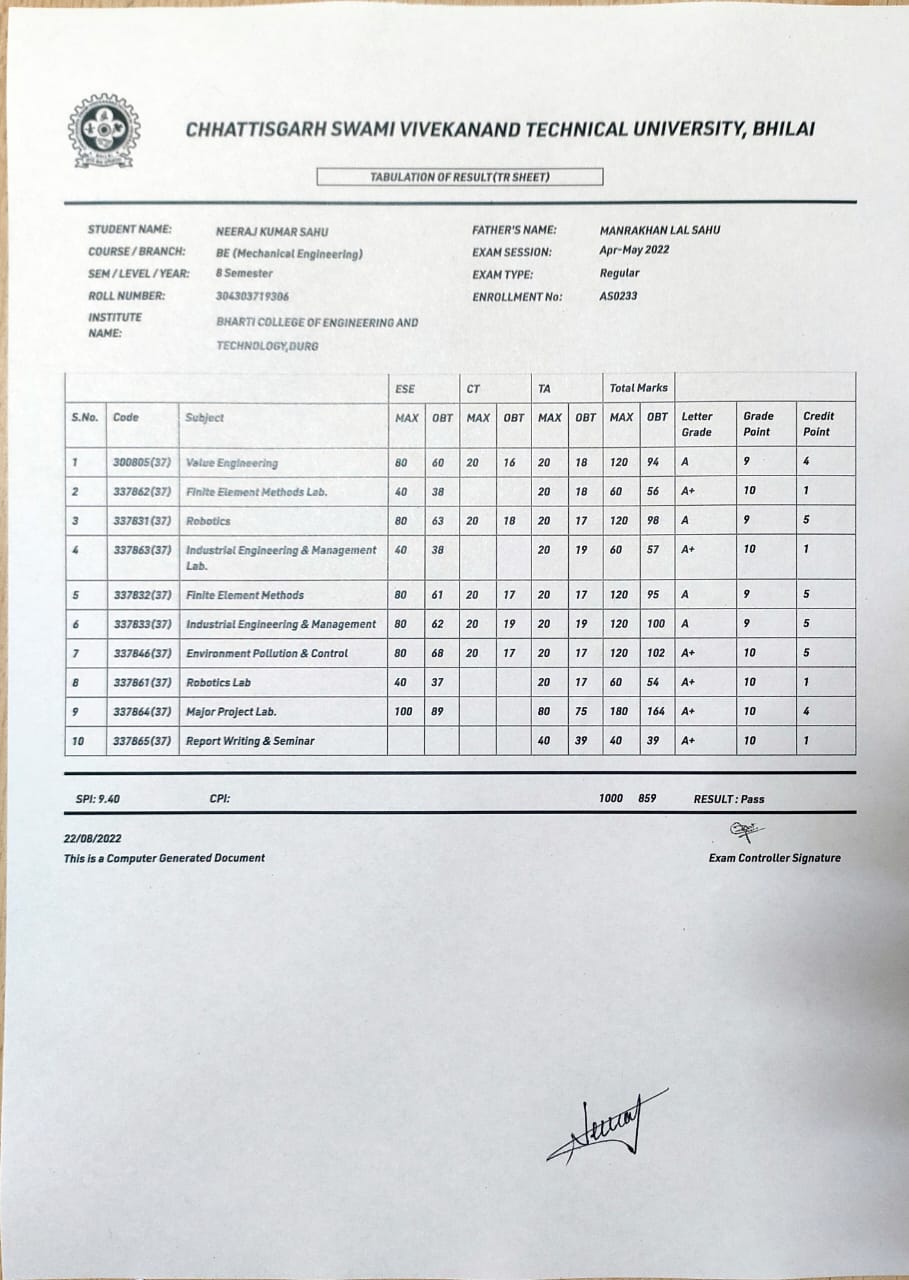 CHHATTISGARH SWAMI VIVEKANAND TECHNICAL UNIVERSITY, BHILAI
TABULATION OF RESULT(TR SHEET)
STUDENT NAME: NEERAJ KUMAR SAHU FATHER'S NAME: MANRAKHAN LAL SAHU
COURSE / BRANCH: BE (Mechanical Engineering) EXAM SESSION: Apr-May 2022
SEM / LEVEL / YEAR: 8 Semester EXAM TYPE: Regular
ROLL NUMBER: 304303719306 ENROLLMENT No: AS0233
INSTITUTE NAME: BHARTI COLLEGE OF ENGINEERING AND
TECHNOLOGY,DURG
ESE CT TA Total Marks
S.No. Code Subject MAX OBT MAX OBT MAX OBT MAX OBT Letter Grade Grade Point Credit Point
1 300805(37) Value Engineering 80 60 20 16 20 18 120 94 A 9 4
2 337862(37) Finite Element Methods Lab. 40 38 20 18 60 56 A+ 10 1
3 337831(37) Robotics 80 63 20 18 20 17 120 98 A 9 5
4 337863(37) Industrial Engineering & Management Lab. 40 38 20 19 60 57 A+ 10 1
5 337832(37) Finite Element Methods 80 61 20 17 20 17 120 95 A 9 5
6 337833(37) Industrial Engineering & Management 80 62 20 19 20 19 120 100 A 9 5
7 337846(37) Environment Pollution & Control 80 68 20 17 20 17 120 102 A+ 10 5
8 337861(37) Robotics Lab 40 37 20 17 60 54 A+ 10 1
9 337864(37) Major Project Lab. 100 89 80 75 180 164 A+ 10 4
10 337865(37) Report Writing & Seminar 40 39 40 39 A+ 10 1
SPI: 9.40 CPI: 1000 859 RESULT : Pass
22/08/2022
This is a Computer Generated Document Exam Controller Signature